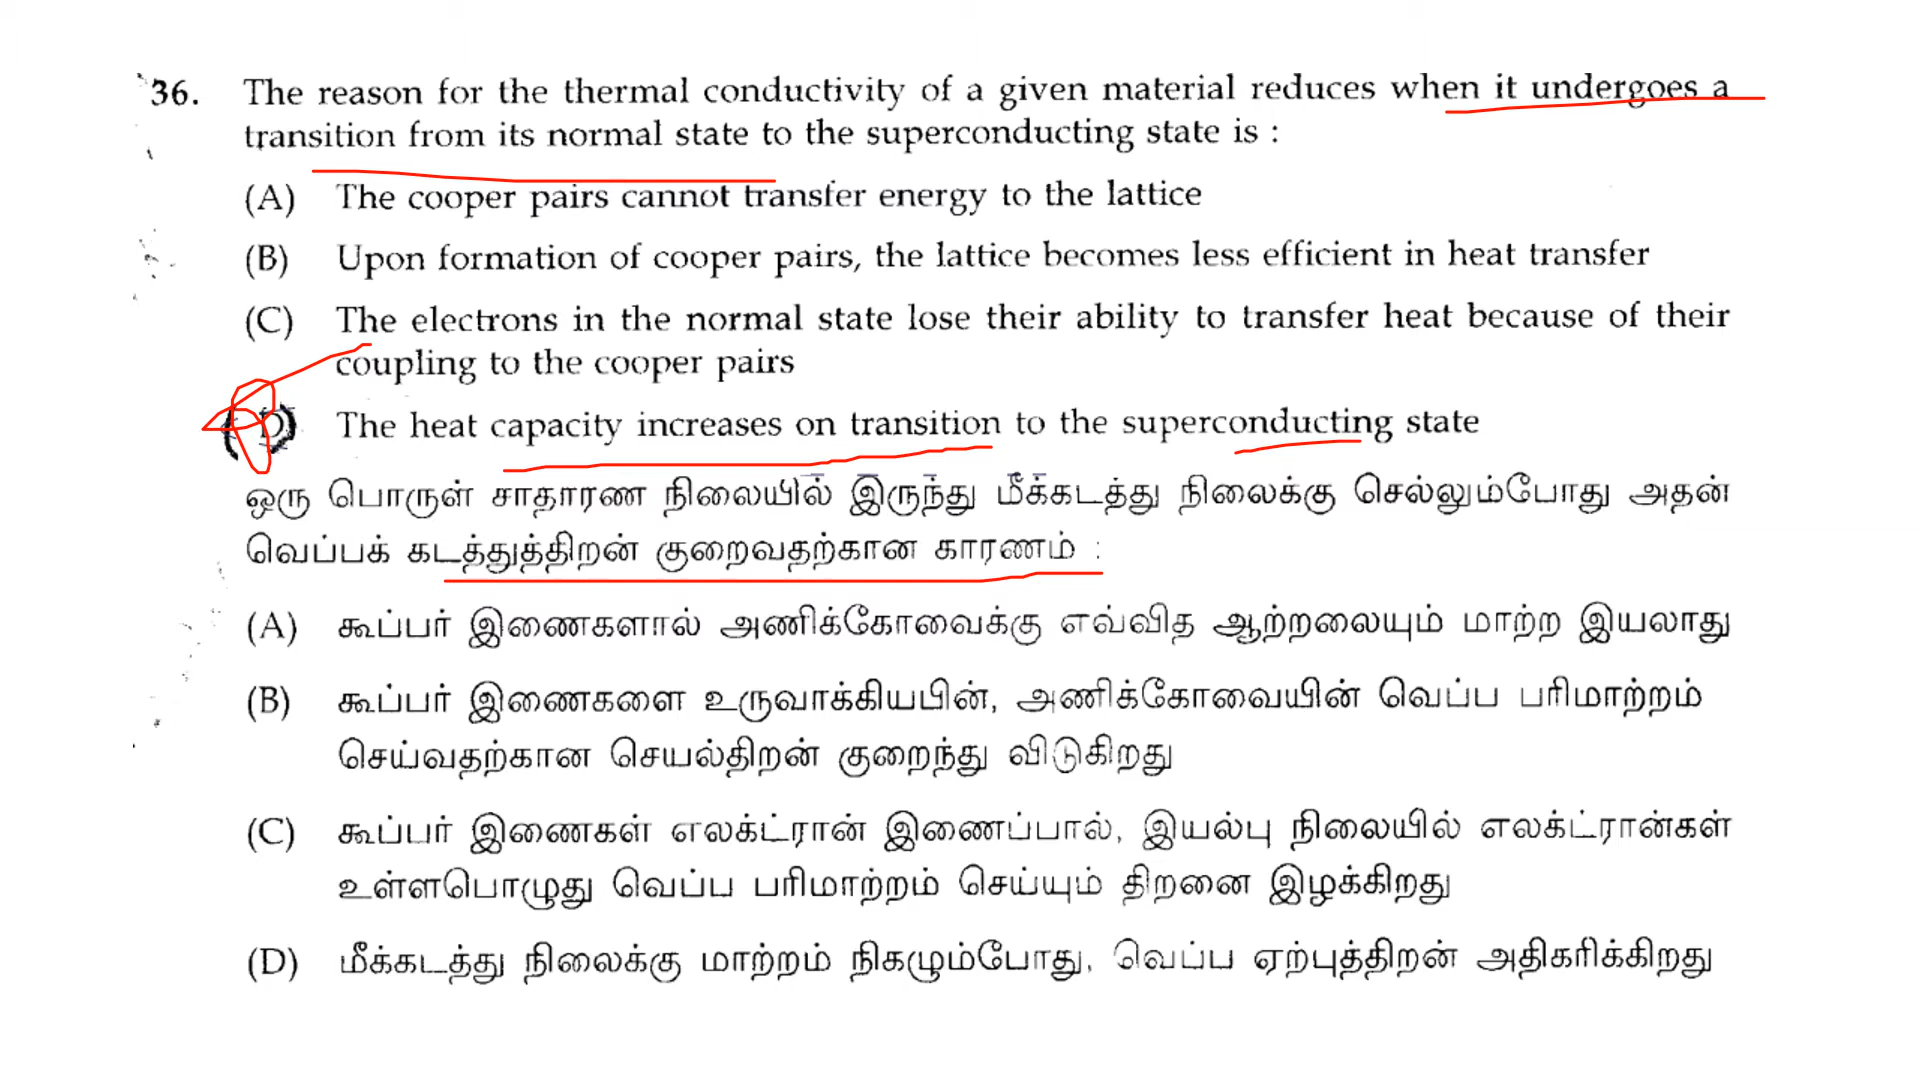 36. The reason for the thermal conductivity of a given material reduces when it undergoes a
transition from its normal state to the superconducting state is :
(A) The cooper pairs cannot transfer energy to the lattice
(B) Upon formation of cooper pairs, the lattice becomes less efficient in heat transfer
(C) The electrons in the normal state lose their ability to transfer heat because of their
coupling to the cooper pairs
(D) The heat capacity increases on transition to the superconducting state
ஒரு பொருள் சாதாரண நிலையில் இருந்து மீக்கடத்து நிலைக்கு செல்லும்போது அதன்
வெப்பக் கடத்துத்திறன் குறைவதற்கான காரணம் :
(A) கூப்பர் இணைகளால் அணிக்கோவைக்கு எவ்வித ஆற்றலையும் மாற்ற இயலாது
(B) கூப்பர் இணைகளை உருவாக்கியபின், அணிக்கோவையின் வெப்ப பரிமாற்றம்
செய்வதற்கான செயல்திறன் குறைந்து விடுகிறது
(C) கூப்பர் இணைகள் எலக்ட்ரான் இணைப்பால், இயல்பு நிலையில் எலக்ட்ரான்கள்
உள்ளபொழுது வெப்ப பரிமாற்றம் செய்யும் திறனை இழக்கிறது
(D) மீக்கடத்து நிலைக்கு மாற்றம் நிகழும்போது, வெப்ப ஏற்புத்திறன் அதிகரிக்கிறது